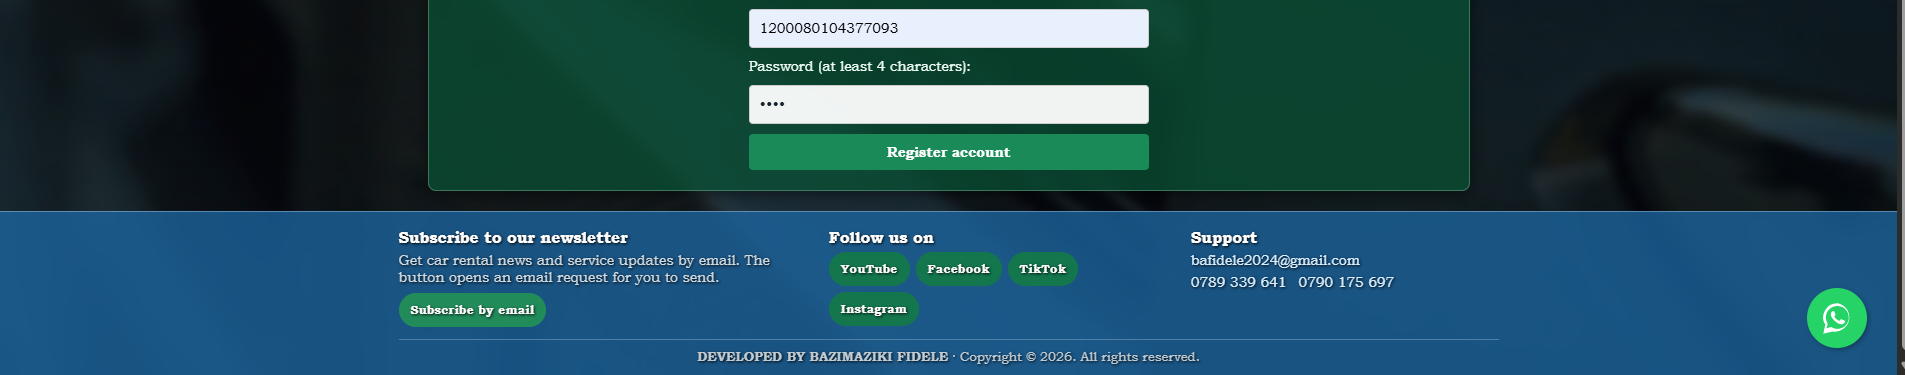 1200080104377093
Password (at least 4 characters):
••••
Register account
Subscribe to our newsletter
Get car rental news and service updates by email. The
button opens an email request for you to send.
Subscribe by email
Follow us on
YouTube Facebook TikTok
Instagram
Support
bafidele2024@gmail.com
0789 339 641 0790 175 697
DEVELOPED BY BAZIMAZIKI FIDELE · Copyright © 2026. All rights reserved.